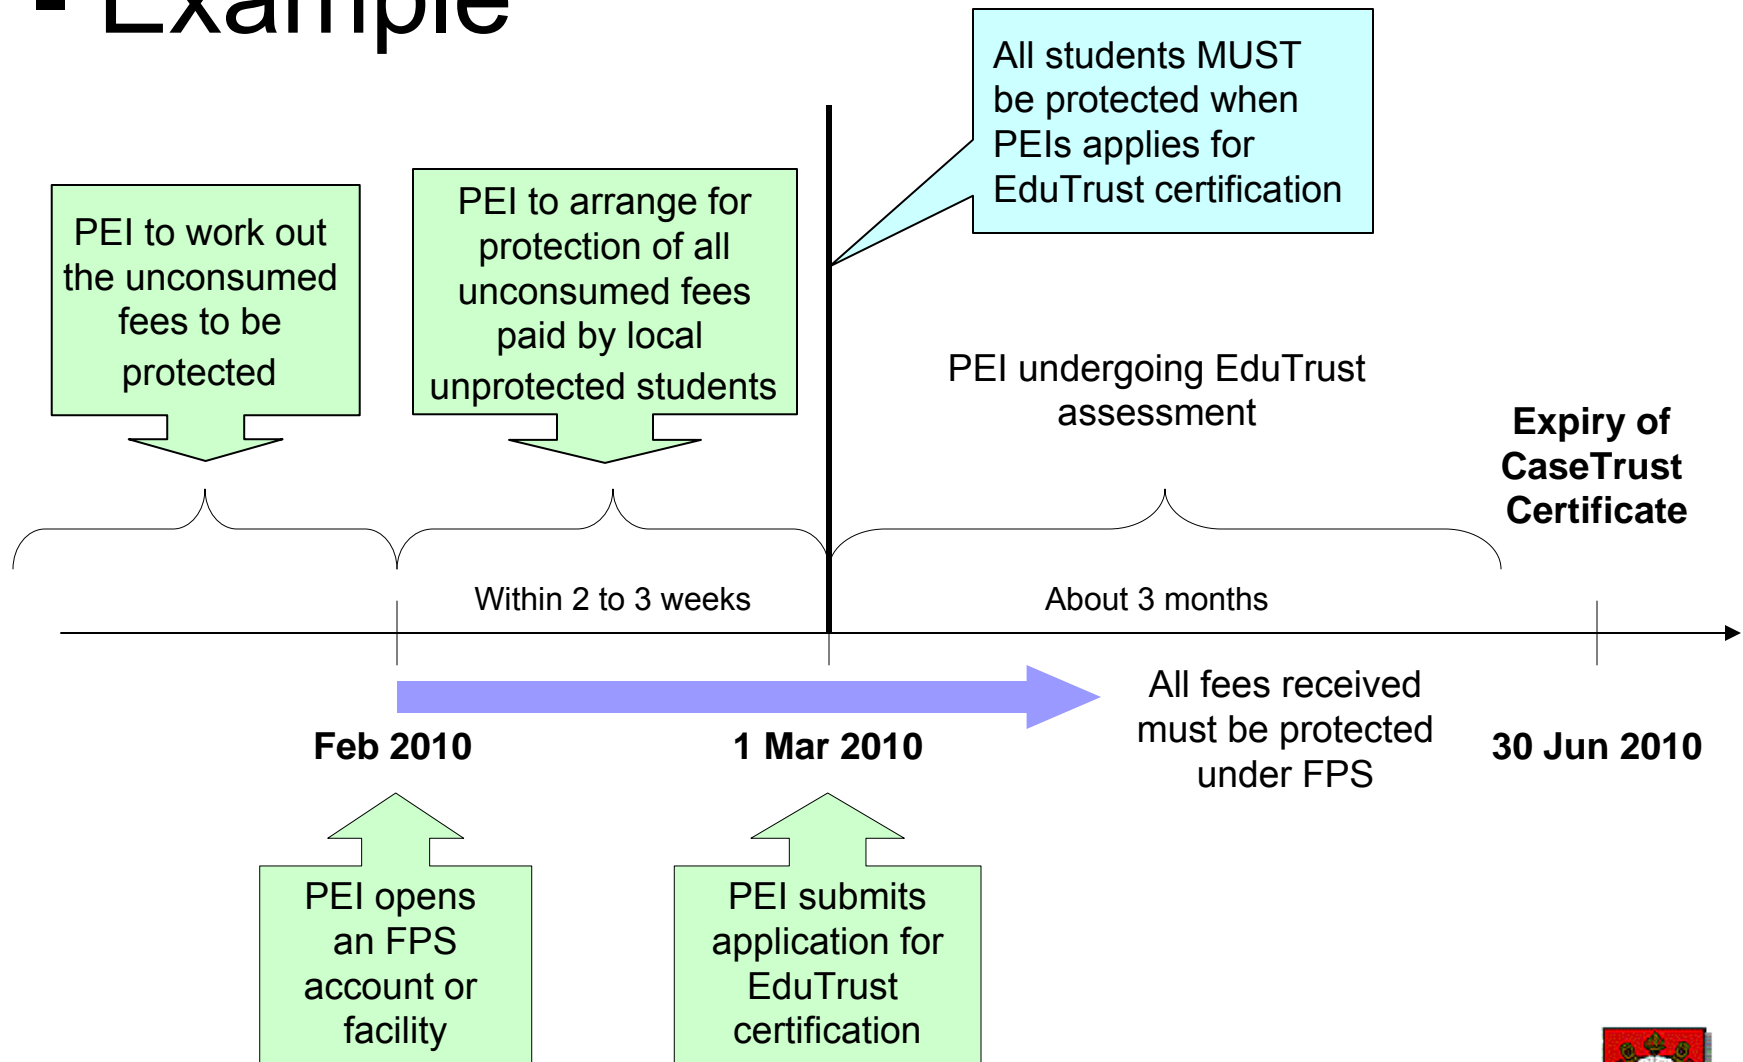 - Example
All students MUST
be protected when
PEIs applies for
EduTrust certification
PEI to work out
the unconsumed
fees to be
protected
PEI to arrange for
protection of all
unconsumed fees
paid by local
unprotected students
PEI undergoing EduTrust
assessment
Expiry of
CaseTrust
Certificate
Within 2 to 3 weeks
About 3 months
Feb 2010
1 Mar 2010
All fees received
must be protected
under FPS
30 Jun 2010
PEI opens
an FPS
account or
facility
PEI submits
application for
EduTrust
certification